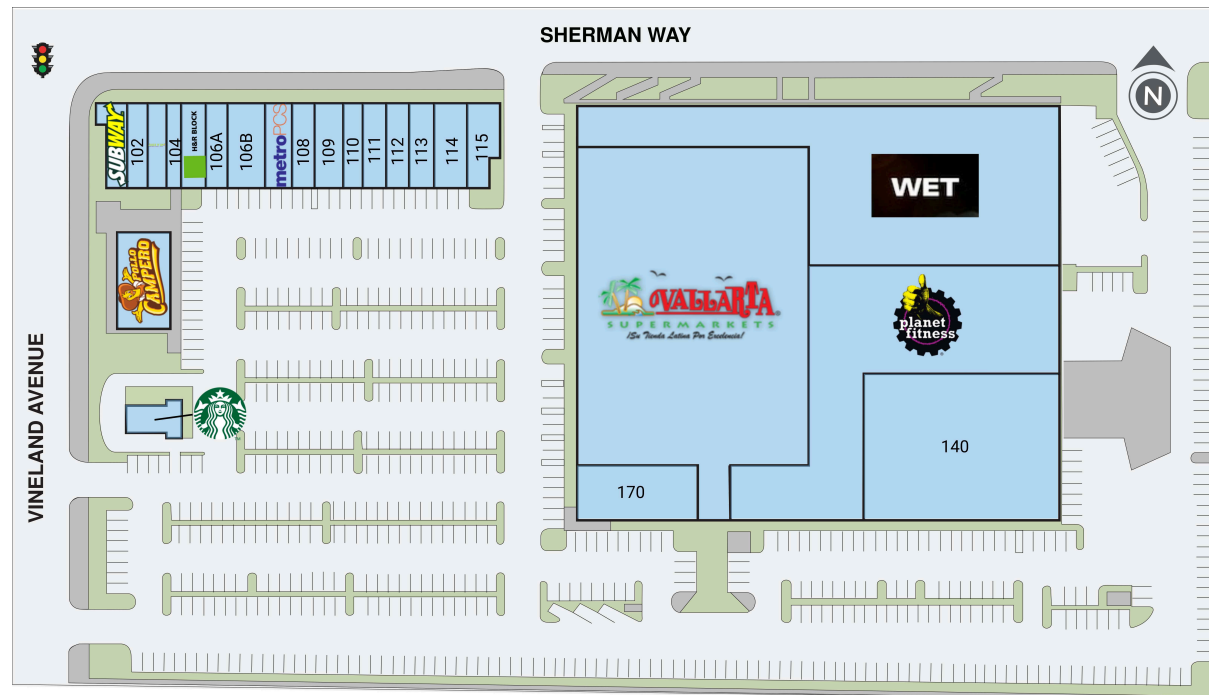 SHERMAN WAY
N
SUBWAY
102
104
H&R BLOCK
106A
106B
metroPCS
108
109
110
111
112
113
114
115
WET
POLLO
CAMPERO
VALLARTA
SUPERMARKETS
¡Su Tienda Latina Por Excelencia!
planet
fitness
VINELAND AVENUE
140
170